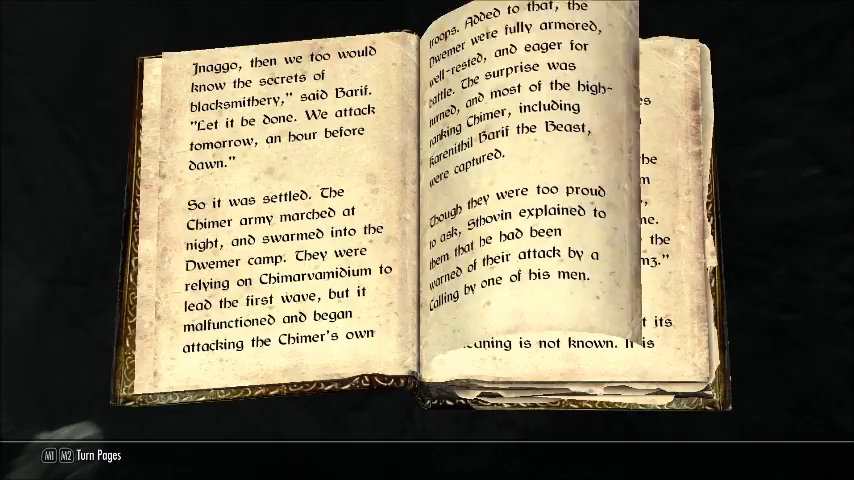 Jnaggo, then we too would
know the secrets of
blacksmithery," said Barif.
"Let it be done. We attack
tomorrow, an hour before
dawn."
So it was settled. The
Chimer army marched at
night, and swarmed into the
Dwemer camp. They were
relying on Chimarvamidium to
lead the first wave, but it
malfunctioned and began
attacking the Chimer's own
troops. Added to that, the
Dwemer were fully armored,
well-rested, and eager for
battle. The surprise was
turned, and most of the high-
ranking Chimer, including
Karenithil Barif the Beast,
were captured.
Though they were too proud
to ask, Sthovin explained to
them that he had been
warned of their attack by a
Calling by one of his men.
the
is not known. It is
M1 M2 Turn Pages